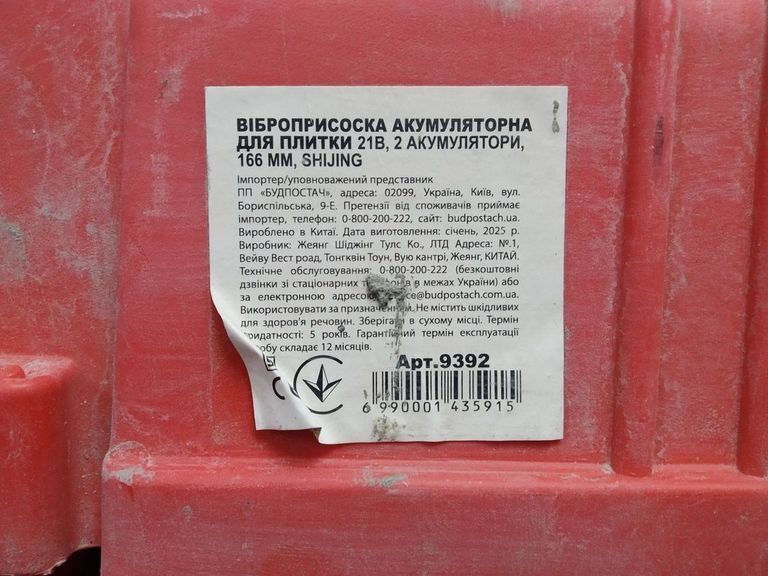 ВІБРОПРИСОСКА АКУМУЛЯТОРНА
ДЛЯ ПЛИТКИ 21В, 2 АКУМУЛЯТОРИ,
166 ММ, SHIJING
Імпортер/уповноважений представник
ПП «БУДПОСТАЧ», адреса: 02099, Україна, Київ, вул.
Бориспільська, 9-Е. Претензії від споживачів приймає
імпортер, телефон: 0-800-200-222, сайт: budpostach.ua.
Вироблено в Китаї. Дата виготовлення: січень, 2025 р.
Виробник: Жеянг Шіджінг Тулс Ко., ЛТД Адреса: №.1,
Вейву Вест роад, Тонгквін Тоун, Вую кантрі, Жеянг, КИТАЙ.
Технічне обслуговування: 0-800-200-222 (безкоштовні
дзвінки зі стаціонарних в межах України) або
за електронною адресою @budpostach.com.ua.
Використовувати за призначенням. Не містить шкідливих
для здоров'я речовин. Зберігати в сухому місці. Термін
придатності: 5 років. Гарантійний термін експлуатації
складає 12 місяців.
Арт.9392
6 990001 435915